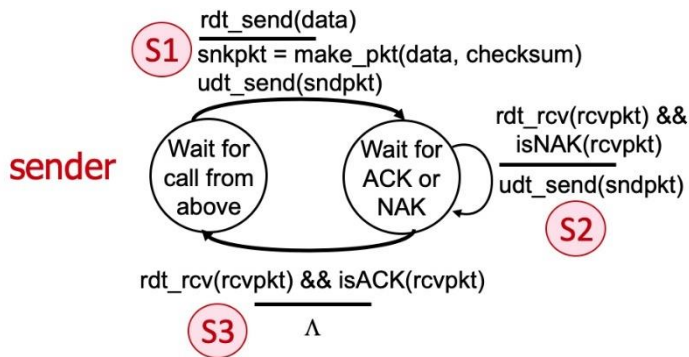 rdt_send(data)
S1
snkpkt = make_pkt(data, checksum)
udt_send(sndpkt)
sender
Wait for
call from
above
Wait for
ACK or
NAK
rdt_rcv(rcvpkt) &&
isNAK(rcvpkt)
udt_send(sndpkt)
S2
rdt_rcv(rcvpkt) && isACK(rcvpkt)
S3
Λ